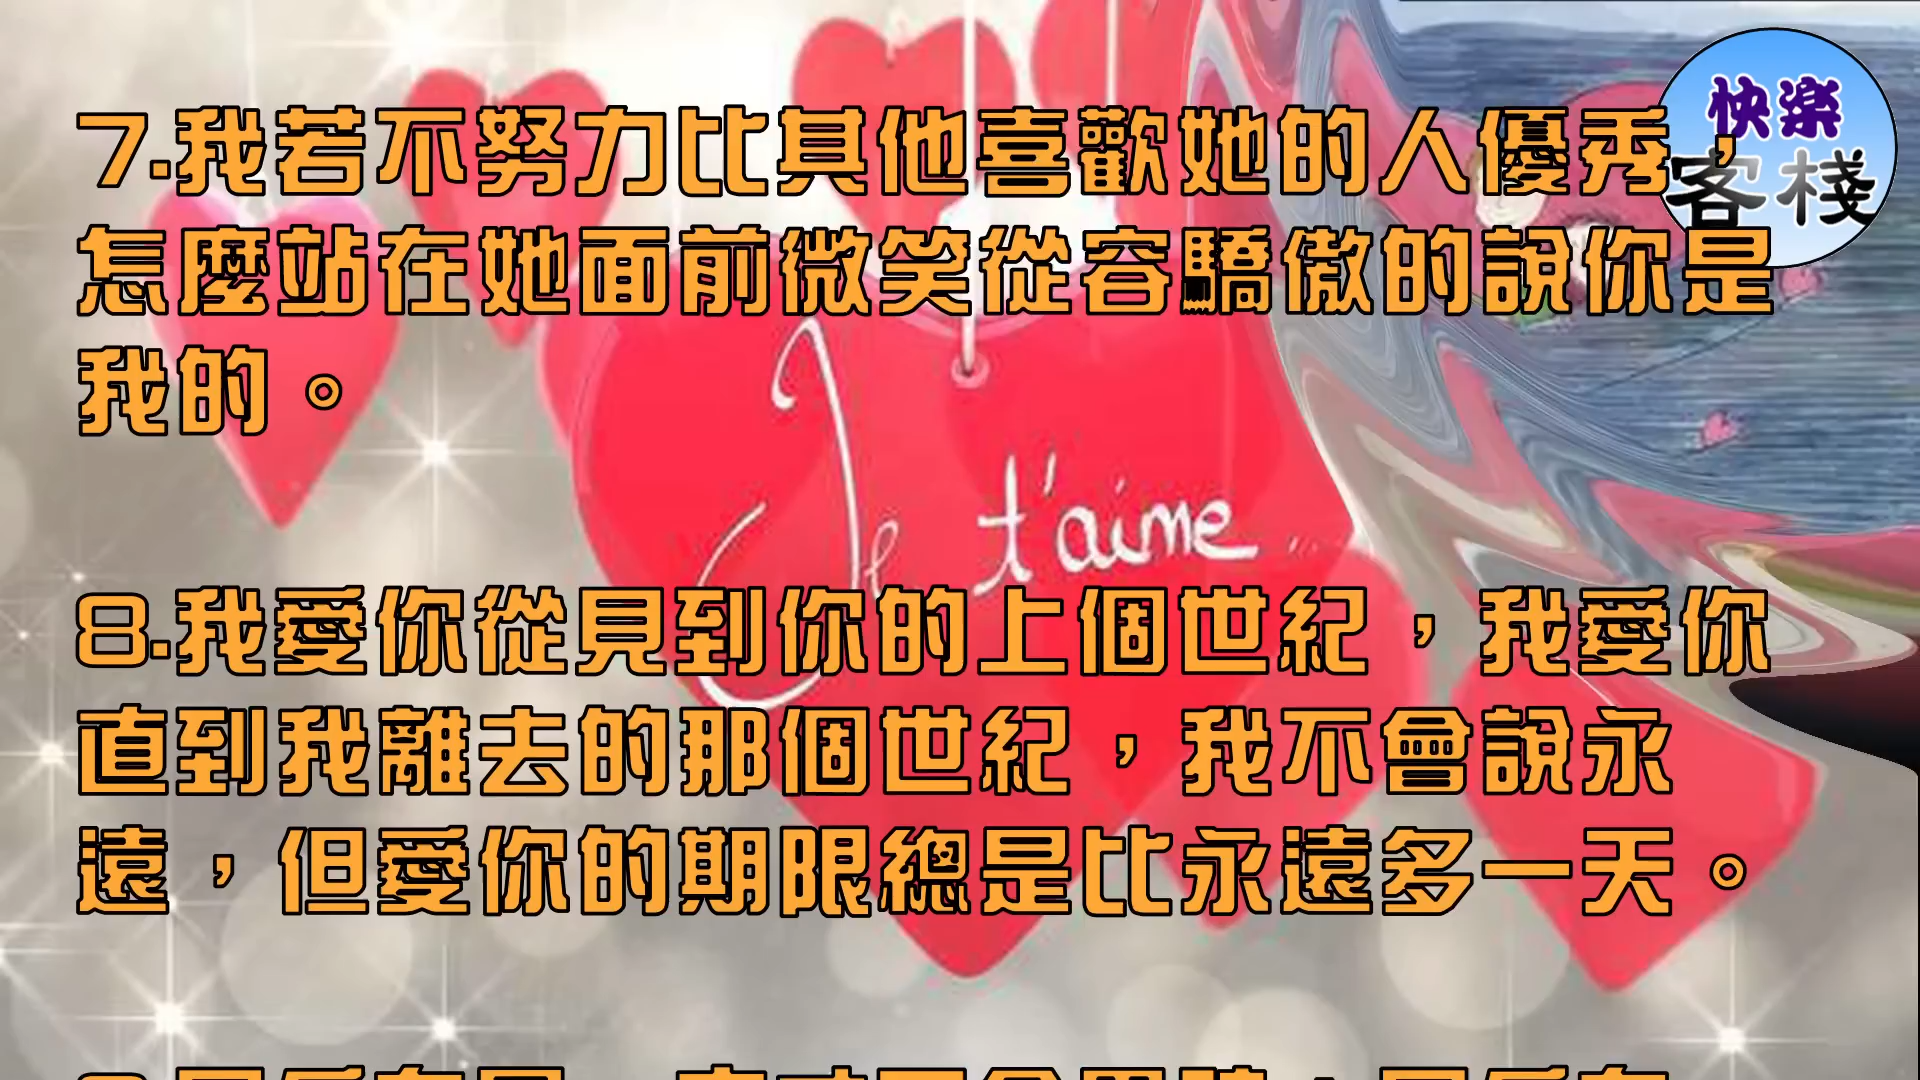 快樂
客棧
7.我若不努力比其他喜歡她的人優秀，
怎麼站在她面前微笑從容驕傲的說你是
我的。
Je t'aime...
8.我愛你從見到你的上個世紀，我愛你
直到我離去的那個世紀，我不會說永
遠，但愛你的期限總是比永遠多一天。